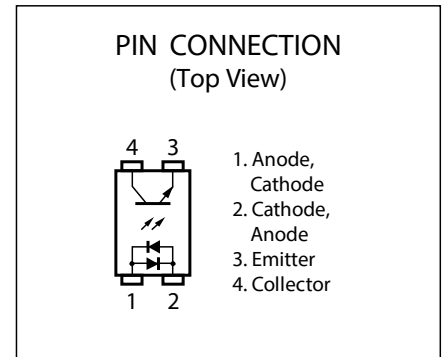 PIN CONNECTION
(Top View)
4 3
1. Anode,
Cathode
2. Cathode,
Anode
3. Emitter
4. Collector
1 2